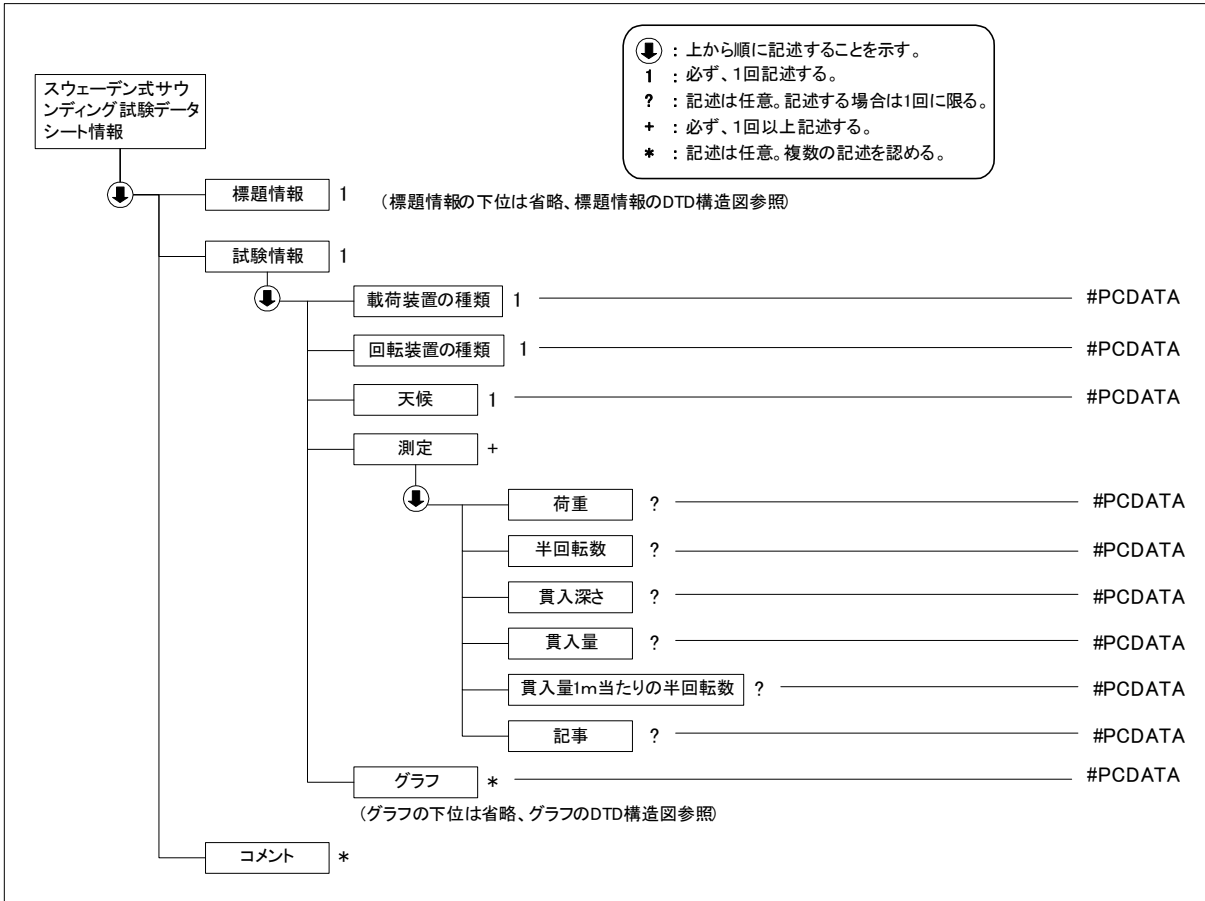 : 上から順に記述することを示す。
1 : 必ず、1回記述する。
? : 記述は任意。記述する場合は1回に限る。
+ : 必ず、1回以上記述する。
* : 記述は任意。複数の記述を認める。
スウェーデン式サウ
ンディング試験データ
シート情報
標題情報 1 (標題情報の下位は省略、標題情報のDTD構造図参照)
試験情報 1
載荷装置の種類 1 #PCDATA
回転装置の種類 1 #PCDATA
天候 1 #PCDATA
測定 +
荷重 ? #PCDATA
半回転数 ? #PCDATA
貫入深さ ? #PCDATA
貫入量 ? #PCDATA
貫入量1m当たりの半回転数 ? #PCDATA
記事 ? #PCDATA
グラフ * #PCDATA
(グラフの下位は省略、グラフのDTD構造図参照)
コメント *